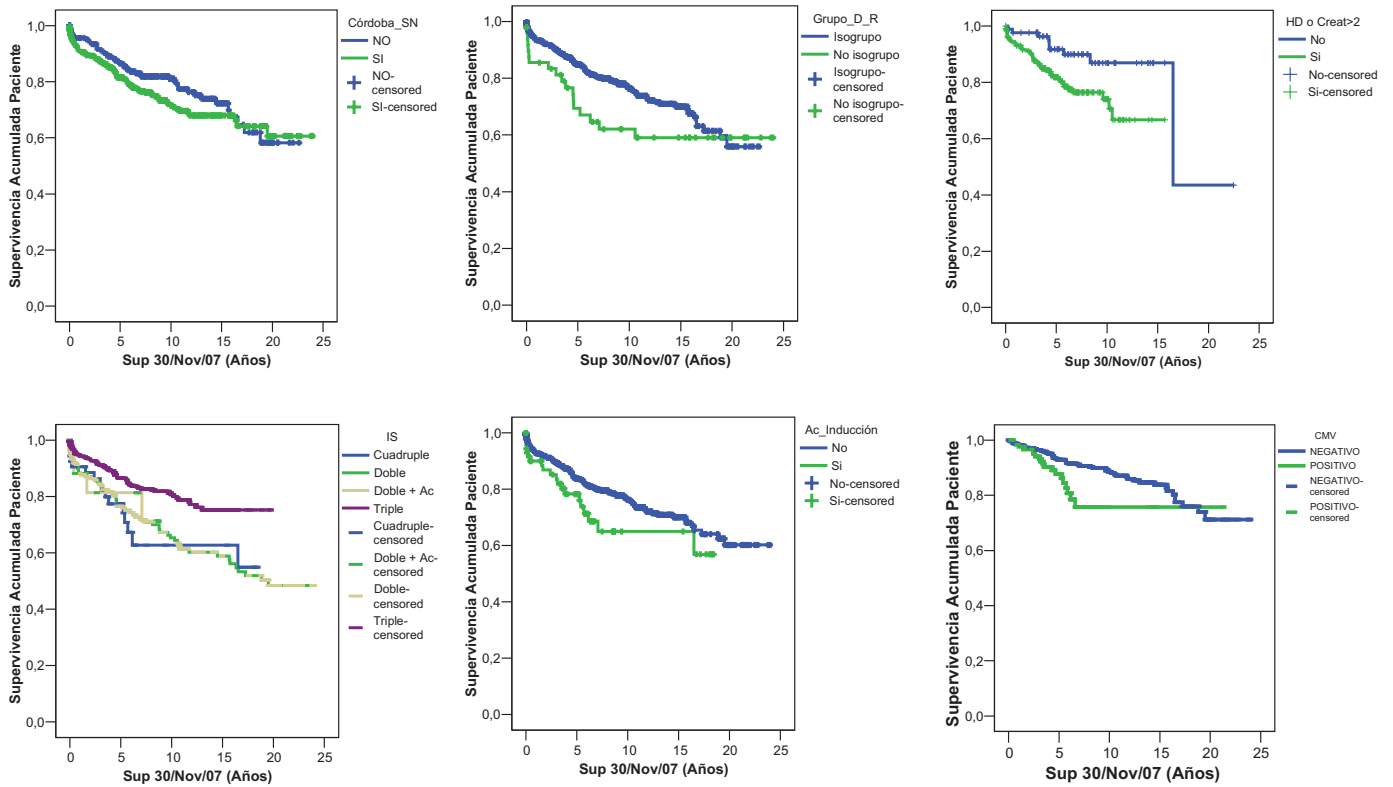 Supervivencia Acumulada Paciente
1,0
0,8
0,6
0,4
0,2
0,0
0 5 10 15 20 25
Sup 30/Nov/07 (Años)
Córdoba_SN
NO
SI
NO-
censored
SI-censored
Supervivencia Acumulada Paciente
1,0
0,8
0,6
0,4
0,2
0,0
0 5 10 15 20 25
Sup 30/Nov/07 (Años)
Grupo_D_R
Isogrupo
No isogrupo
Isogrupo-
censored
No isogrupo-
censored
Supervivencia Acumulada Paciente
1,0
0,8
0,6
0,4
0,2
0,0
0 5 10 15 20 25
Sup 30/Nov/07 (Años)
HD o Creat>2
No
Si
No-censored
Si-censored
Supervivencia Acumulada Paciente
1,0
0,8
0,6
0,4
0,2
0,0
0 5 10 15 20 25
Sup 30/Nov/07 (Años)
IS
Cuadruple
Doble
Doble + Ac
Triple
Cuadruple-
censored
Doble + Ac-
censored
Doble-
censored
Triple-
censored
Supervivencia Acumulada Paciente
1,0
0,8
0,6
0,4
0,2
0,0
0 5 10 15 20 25
Sup 30/Nov/07 (Años)
Ac_Inducción
No
Si
No-censored
Si-censored
Supervivencia Acumulada Paciente
1,0
0,8
0,6
0,4
0,2
0,0
0 5 10 15 20 25
Sup 30/Nov/07 (Años)
CMV
NEGATIVO
POSITIVO
NEGATIVO-
censored
POSITIVO-
censored